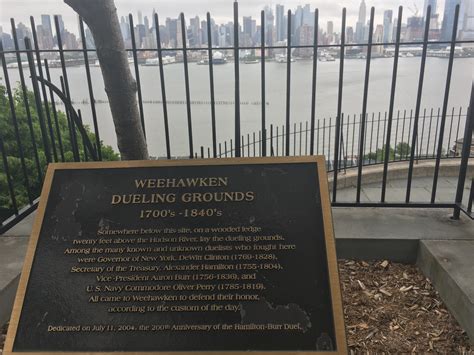 WEEHAWKEN
DUELING GROUNDS
1700's - 1840's
Somewhere below this site, on a wooded ledge
twenty feet above the Hudson River, lay the dueling grounds.
Among the many known and unknown duelists who fought here
were Governor of New York, DeWitt Clinton (1769-1828),
Secretary of the Treasury, Alexander Hamilton (1755-1804),
Vice-President Aaron Burr (1756-1836), and
U.S. Navy Commodore Oliver Perry (1785-1819).
All came to Weehawken to defend their honor,
according to the custom of the day.
Dedicated on July 11, 2004, the 200th Anniversary of the Hamilton-Burr Duel.